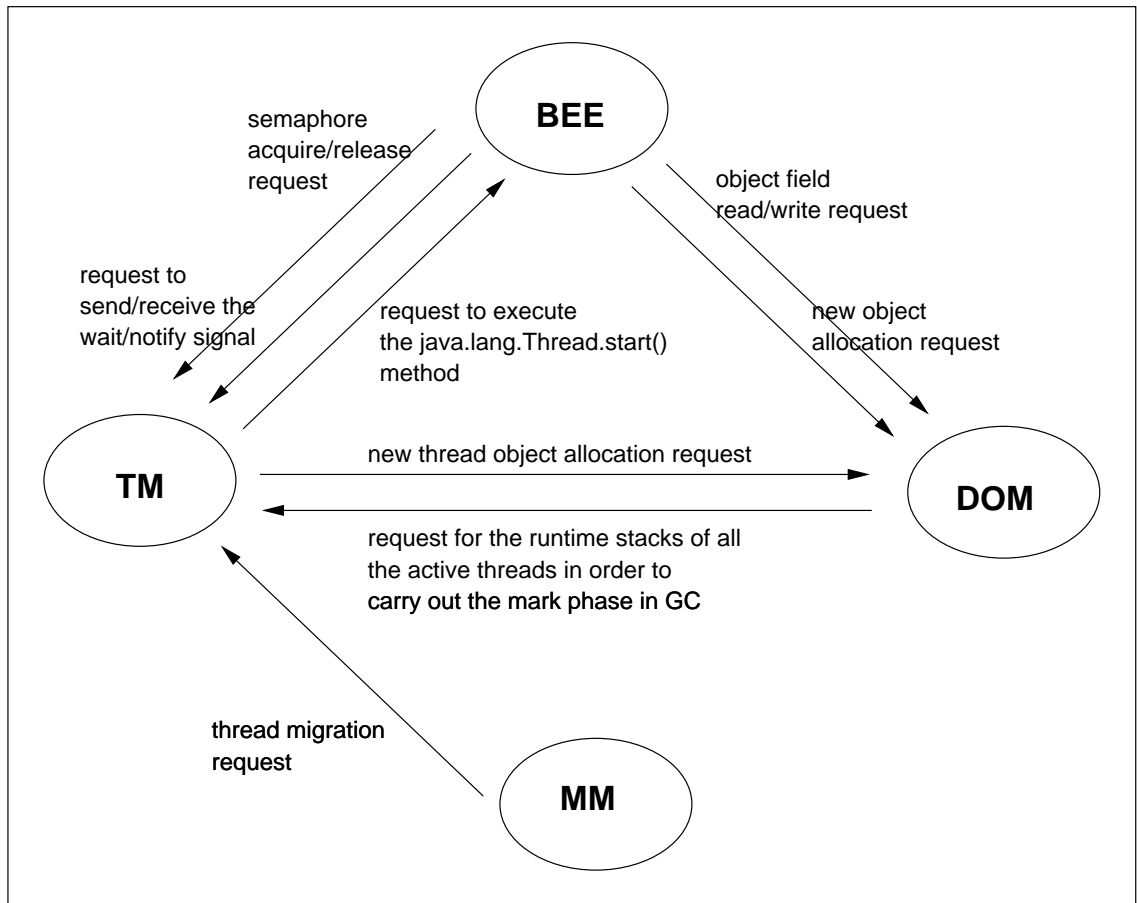 BEE
semaphore
acquire/release
request
object field
read/write request
request to
send/receive the
wait/notify signal
request to execute
the java.lang.Thread.start()
method
new object
allocation request
new thread object allocation request
TM
DOM
request for the runtime stacks of all
the active threads in order to
carry out the mark phase in GC
thread migration
request
MM